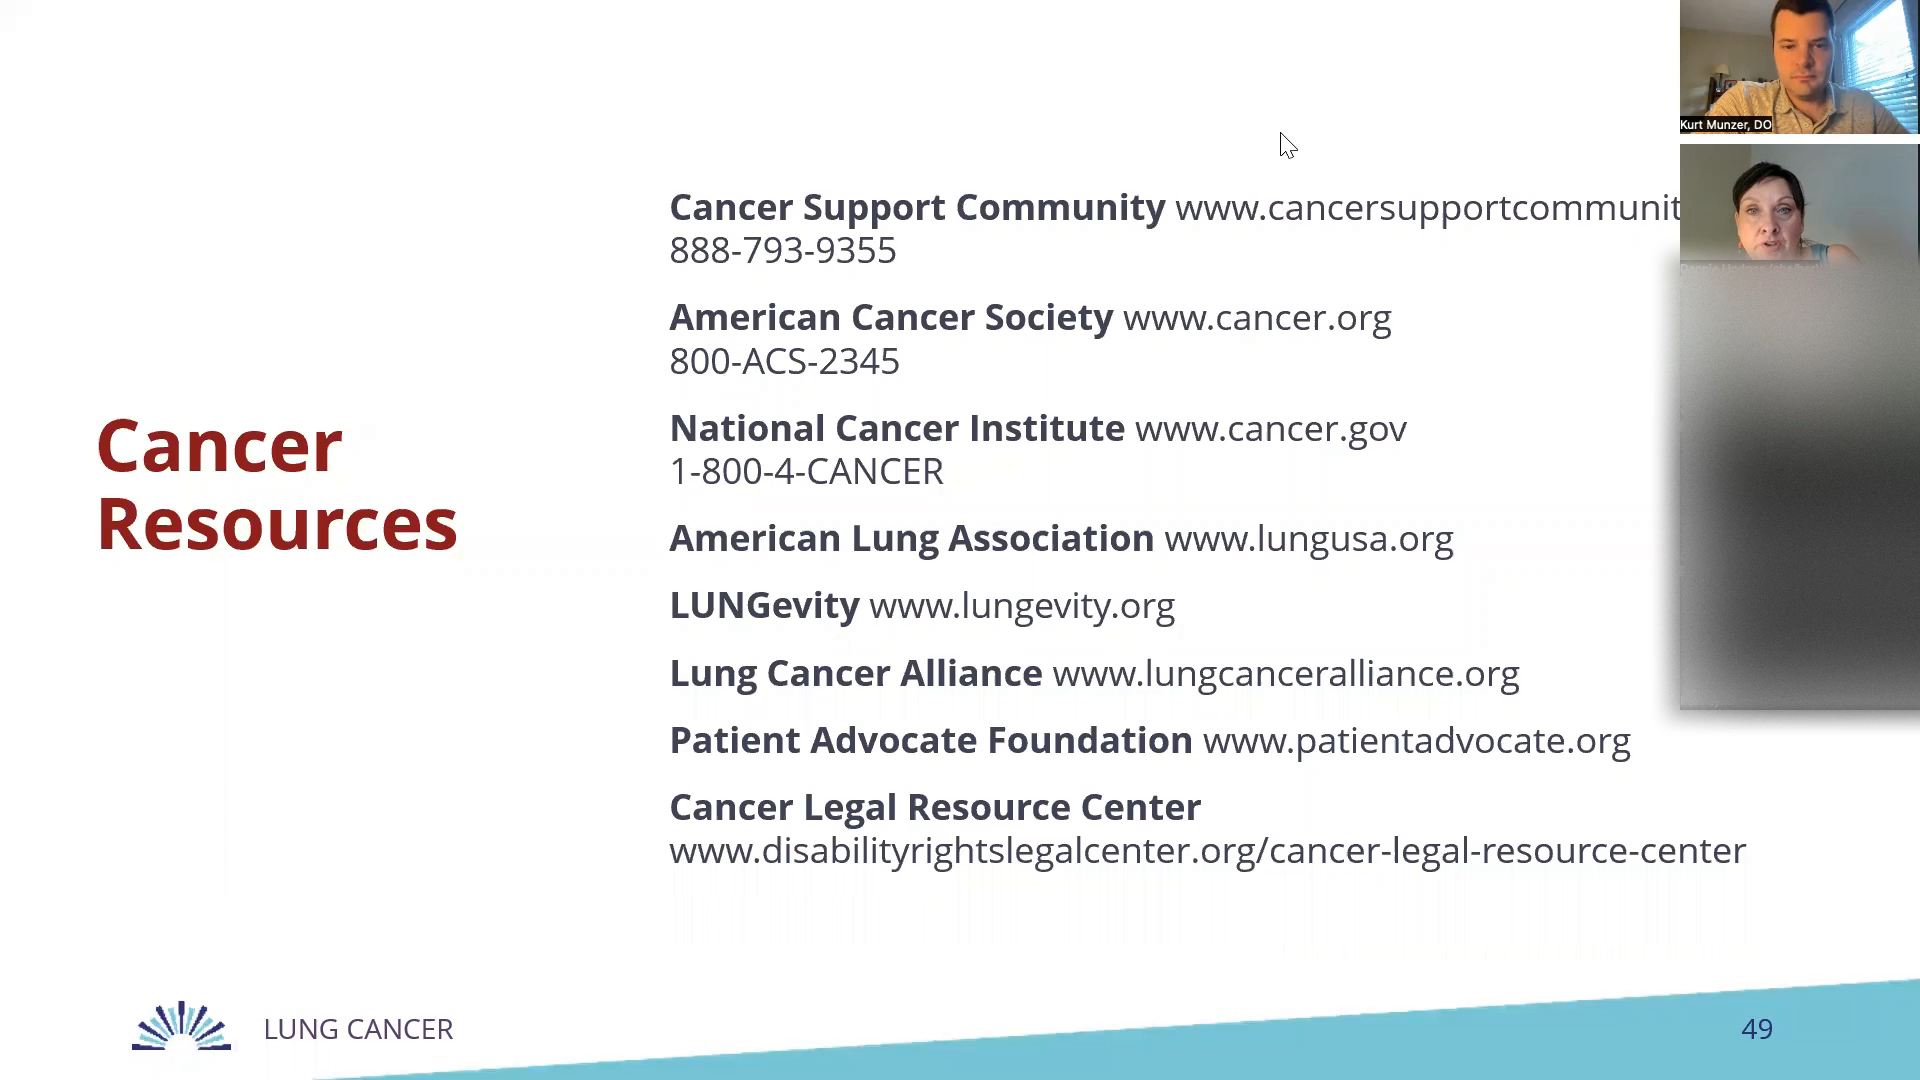 Kurt Munzer, DO
Cancer Support Community www.cancersupportcommunit
888-793-9355
American Cancer Society www.cancer.org
800-ACS-2345
National Cancer Institute www.cancer.gov
1-800-4-CANCER
American Lung Association www.lungusa.org
LUNGevity www.lungevity.org
Lung Cancer Alliance www.lungcanceralliance.org
Patient Advocate Foundation www.patientadvocate.org
Cancer Legal Resource Center
www.disabilityrightslegalcenter.org/cancer-legal-resource-center
Cancer
Resources
LUNG CANCER
49